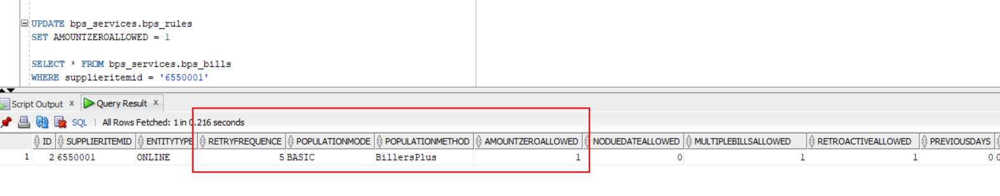 UPDATE bps_services.bps_rules
SET AMOUNTZEROALLOWED = 1
SELECT * FROM bps_services.bps_bills
WHERE supplieritemid = '6550001'
Script Output x Query Result x
SQL | All Rows Fetched: 1 in 0.216 seconds
ID SUPPLIERITEMID ENTITYTYPE RETRYFREQUENCE POPULATIONMODE POPULATIONMETHOD AMOUNTZEROALLOWED NODUEDATEALLOWED MULTIPLEBILLSALLOWED RETROACTIVEALLOWED PREVIOUSDAYS
1 2 6550001 ONLINE 5 BASIC BillersPlus 1 0 1 1 0 0